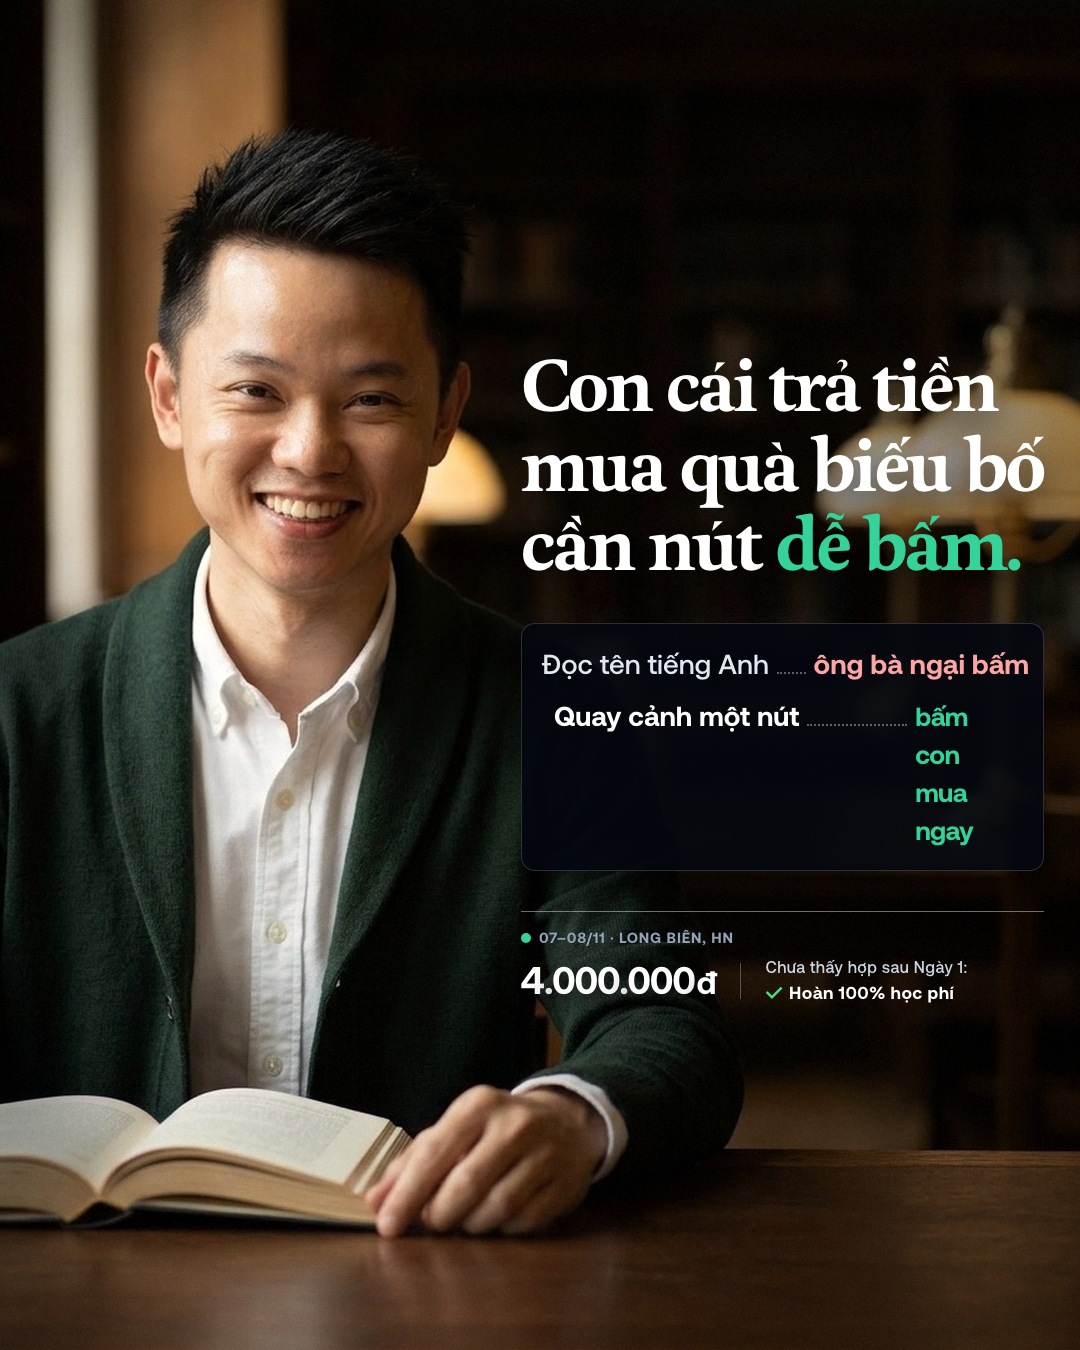 Con cái trả tiền
mua quà biếu bố
cần nút dễ bấm.
Đọc tên tiếng Anh ...... ông bà ngại bấm
Quay cảnh một nút ........................ bấm
con
mua
ngay
07–08/11 · LONG BIÊN, HN
4.000.000đ
Chưa thấy hợp sau Ngày 1:
✓ Hoàn 100% học phí